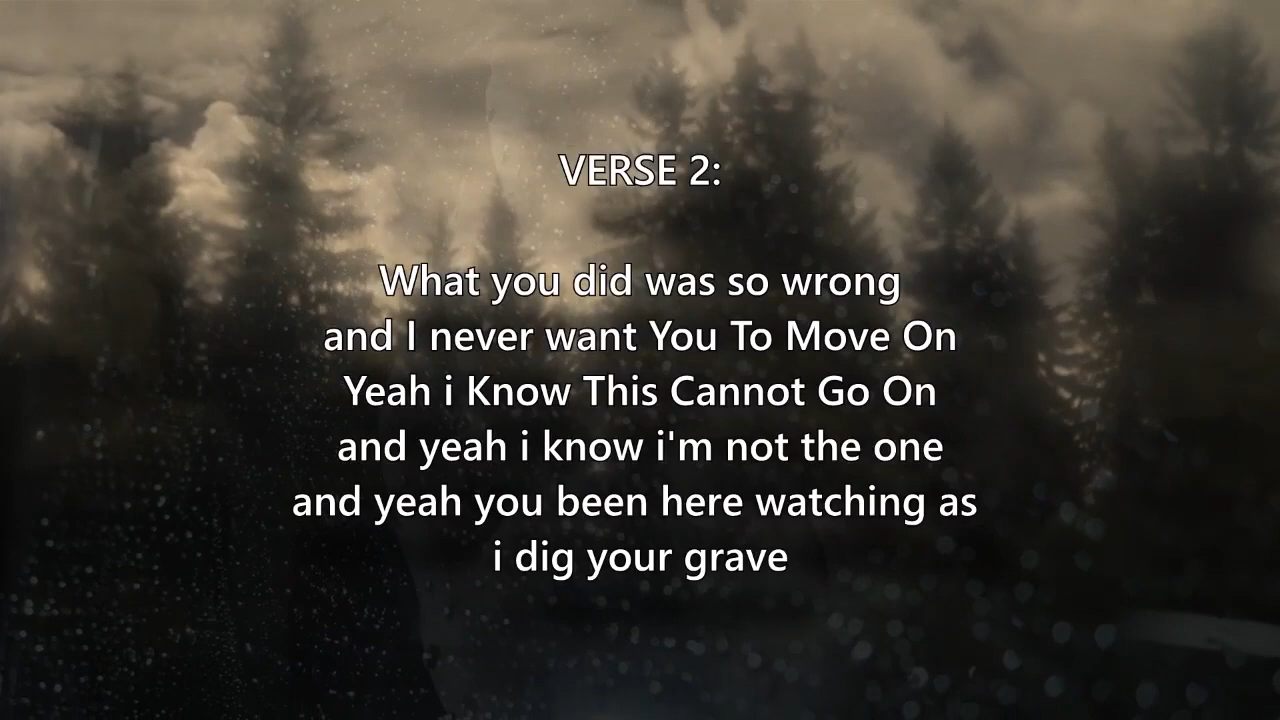 VERSE 2:
What you did was so wrong
and I never want You To Move On
Yeah i Know This Cannot Go On
and yeah i know i'm not the one
and yeah you been here watching as
i dig your grave